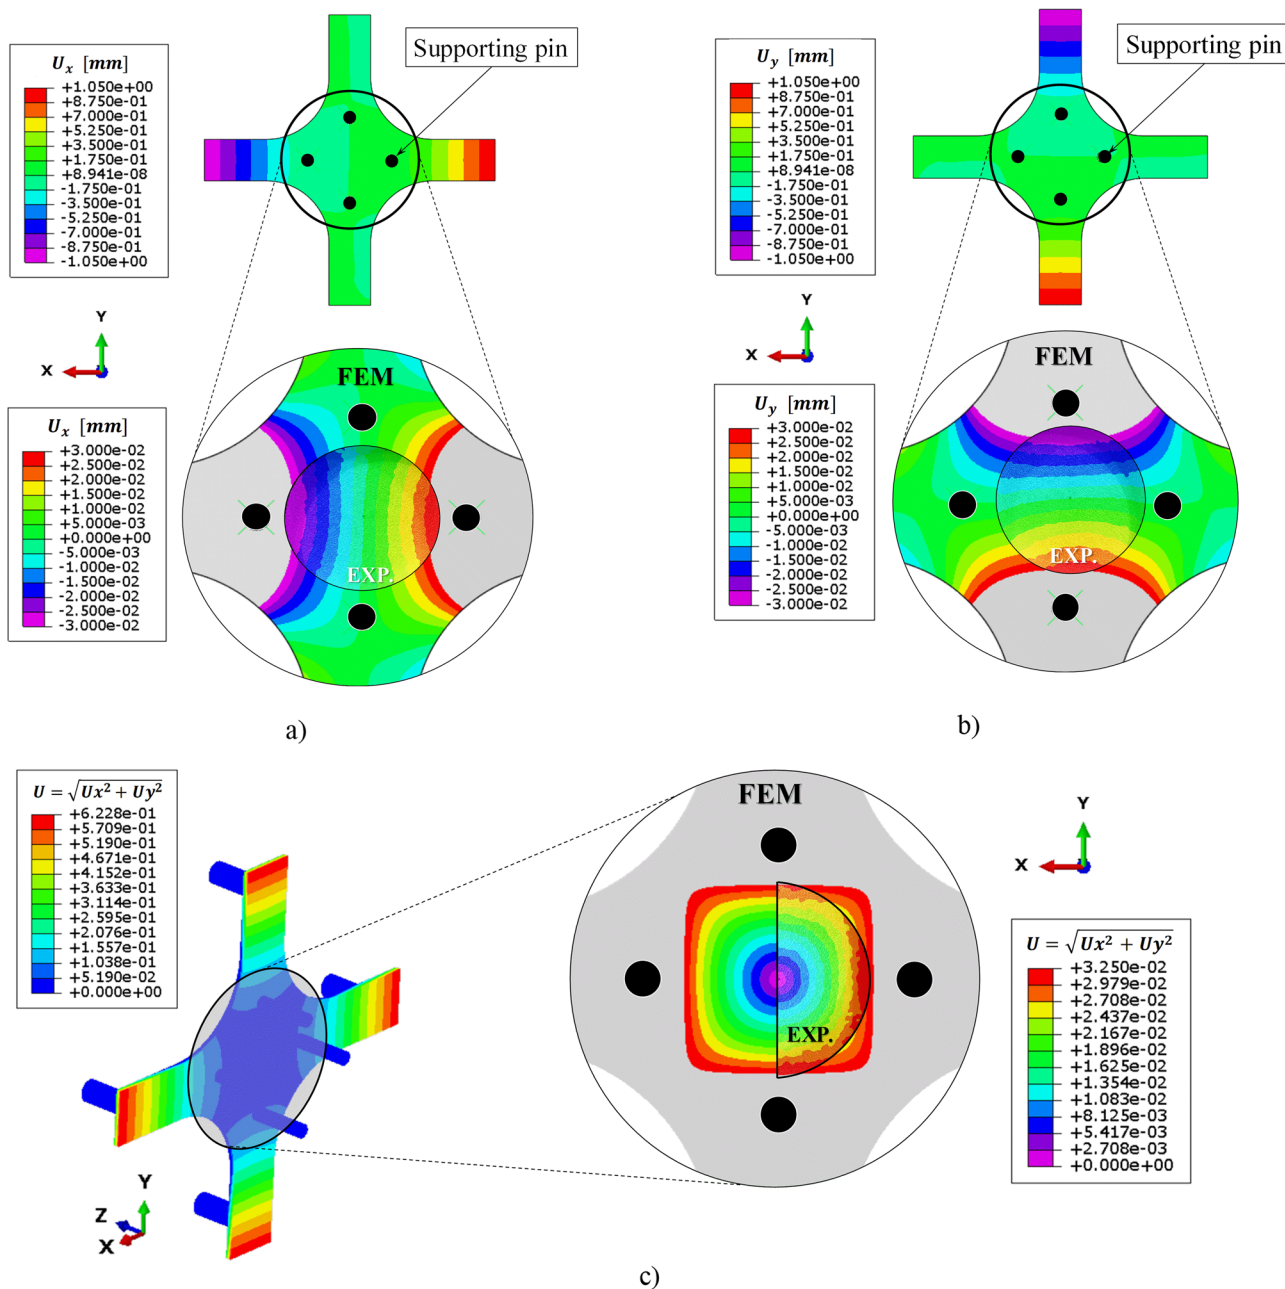 U_x [mm]
+1.050e+00
+8.750e-01
+7.000e-01
+5.250e-01
+3.500e-01
+1.750e-01
+8.941e-08
-1.750e-01
-3.500e-01
-5.250e-01
-7.000e-01
-8.750e-01
-1.050e+00
Supporting pin
Y
X
U_x [mm]
+3.000e-02
+2.500e-02
+2.000e-02
+1.500e-02
+1.000e-02
+5.000e-03
+0.000e+00
-5.000e-03
-1.000e-02
-1.500e-02
-2.000e-02
-2.500e-02
-3.000e-02
FEM
EXP.
a)
U_y [mm]
+1.050e+00
+8.750e-01
+7.000e-01
+5.250e-01
+3.500e-01
+1.750e-01
+8.941e-08
-1.750e-01
-3.500e-01
-5.250e-01
-7.000e-01
-8.750e-01
-1.050e+00
Supporting pin
Y
X
U_y [mm]
+3.000e-02
+2.500e-02
+2.000e-02
+1.500e-02
+1.000e-02
+5.000e-03
+0.000e+00
-5.000e-03
-1.000e-02
-1.500e-02
-2.000e-02
-2.500e-02
-3.000e-02
FEM
EXP.
b)
U = √Ux² + Uy²
+6.228e-01
+5.709e-01
+5.190e-01
+4.671e-01
+4.152e-01
+3.633e-01
+3.114e-01
+2.595e-01
+2.076e-01
+1.557e-01
+1.038e-01
+5.190e-02
+0.000e+00
Y
Z
X
FEM
EXP.
Y
X
U = √Ux² + Uy²
+3.250e-02
+2.979e-02
+2.708e-02
+2.437e-02
+2.167e-02
+1.896e-02
+1.625e-02
+1.354e-02
+1.083e-02
+8.125e-03
+5.417e-03
+2.708e-03
+0.000e+00
c)